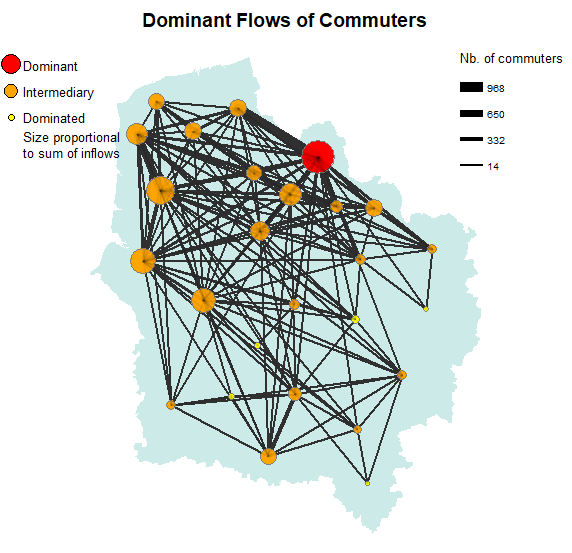 Dominant Flows of Commuters
Nb. of commuters
968
650
332
14
Dominant
Intermediary
Dominated
Size proportional
to sum of inflows